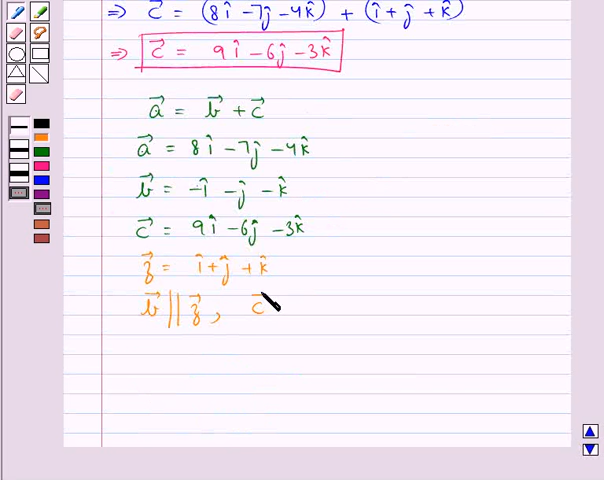 ⇒ c⃗ = (8î -7ĵ -4k̂) + (î + ĵ + k̂)
⇒ c⃗ = 9î -6ĵ -3k̂
a⃗ = b⃗ + c⃗
a⃗ = 8î -7ĵ -4k̂
b⃗ = -î -ĵ -k̂
c⃗ = 9î -6ĵ -3k̂
z⃗ = î + ĵ + k̂
b⃗ || z⃗ , c⃗